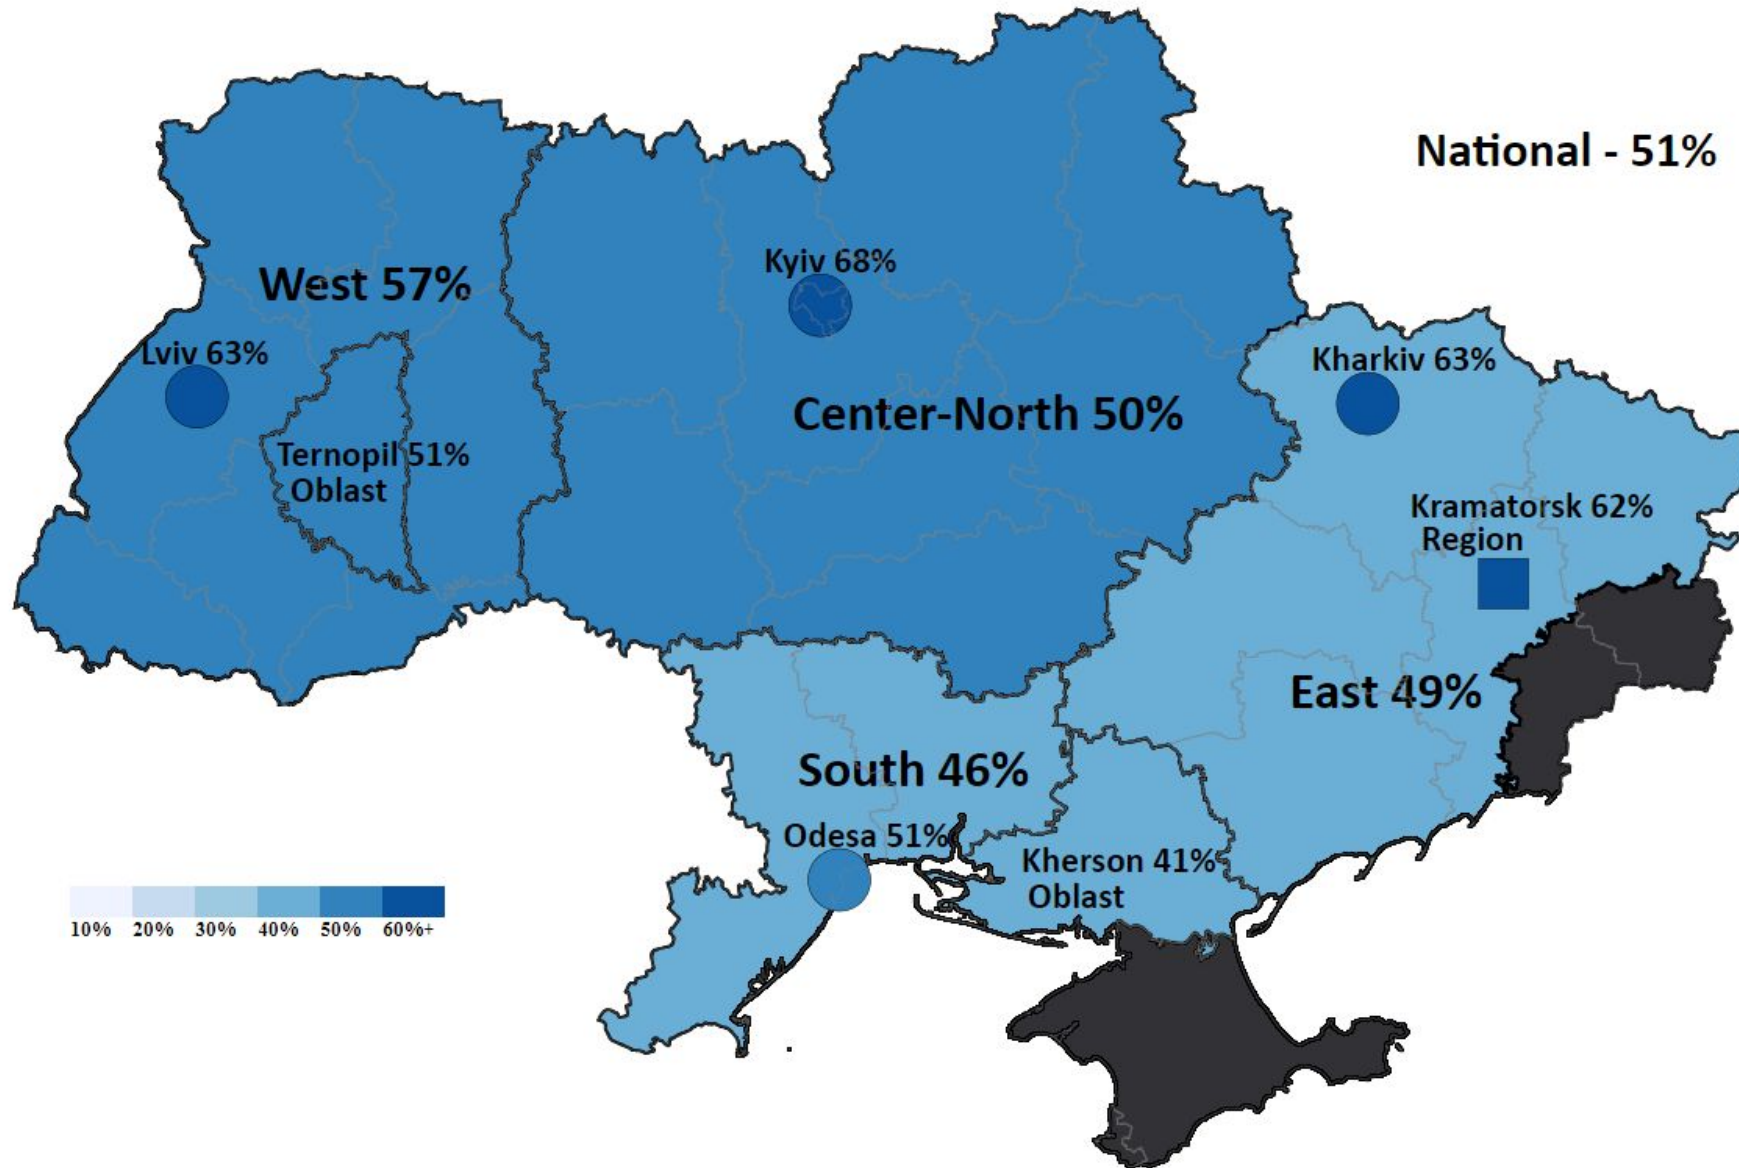 National - 51%
Kyiv 68%
West 57%
Lviv 63%
Kharkiv 63%
Center-North 50%
Ternopil 51%
Oblast
Kramatorsk 62%
Region
East 49%
South 46%
Odesa 51%
Kherson 41%
Oblast
10% 20% 30% 40% 50% 60%+